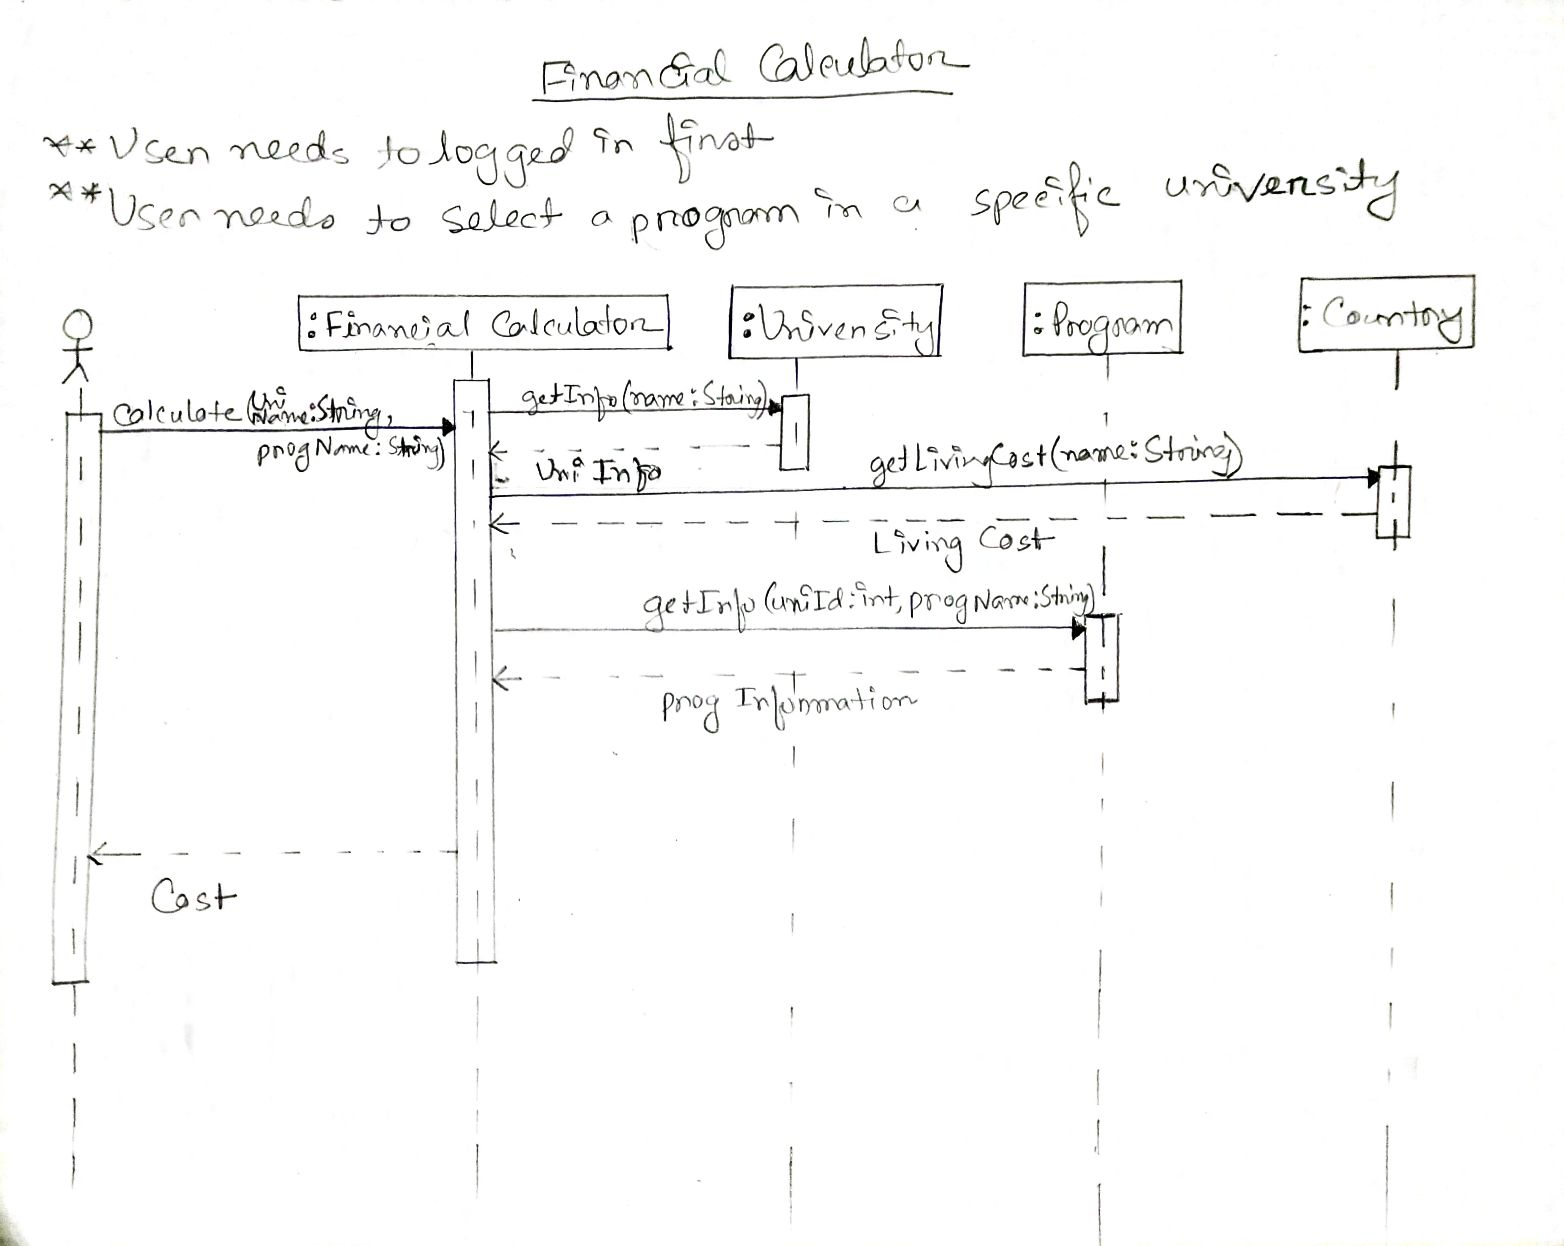 Financial Calculator
** User needs to logged in first
** User needs to select a program in a specific university
:Financial Calculator
:University
:Program
:Country
Calculate (Uni Name:String,
progName:String)
getInfo(name:String)
Uni Info
getLivingCost(name:String)
Living Cost
getInfo(uniId:int, progName:String)
prog Information
Cost